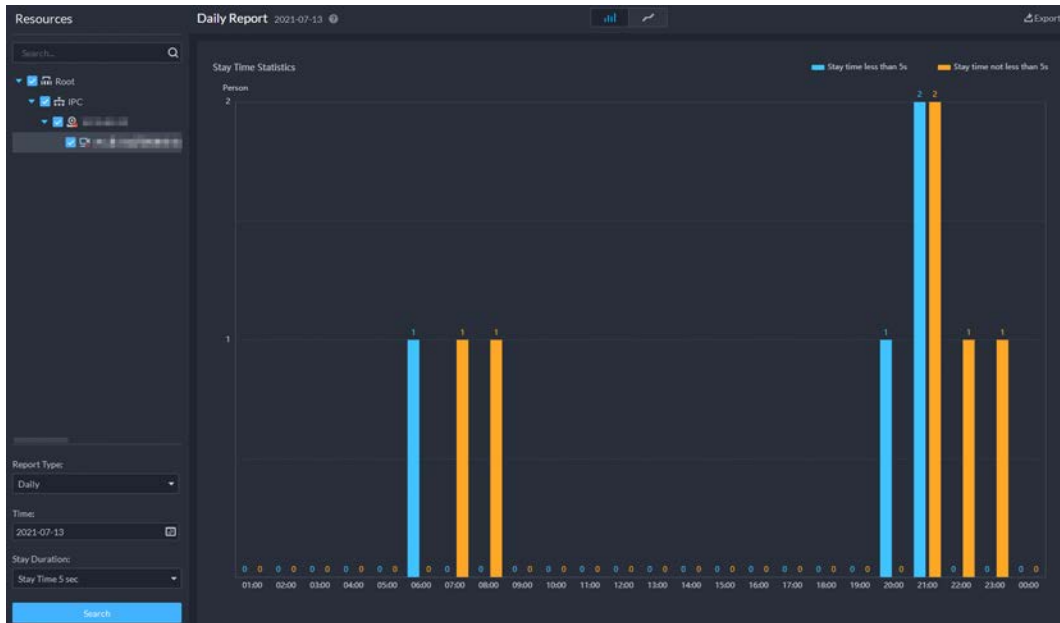 Resources
Search...
Root
IPC
Report Type:
Daily
Time:
2021-07-13
Stay Duration:
Stay Time 5 sec
Search
Daily Report 2021-07-13
Export
Stay Time Statistics
Stay time less than 5s Stay time not less than 5s
Person
2 2 2
1 1 1 1 1 1 1
0 0 0 0 0 0 0 0 0 0 0 0 0 0 0 0 0 0 0 0 0 0 0 0 0 0 0 0 0 0 0 0 0 0 0 0 0 0 0 0
01:00 02:00 03:00 04:00 05:00 06:00 07:00 08:00 09:00 10:00 11:00 12:00 13:00 14:00 15:00 16:00 17:00 18:00 19:00 20:00 21:00 22:00 23:00 00:00